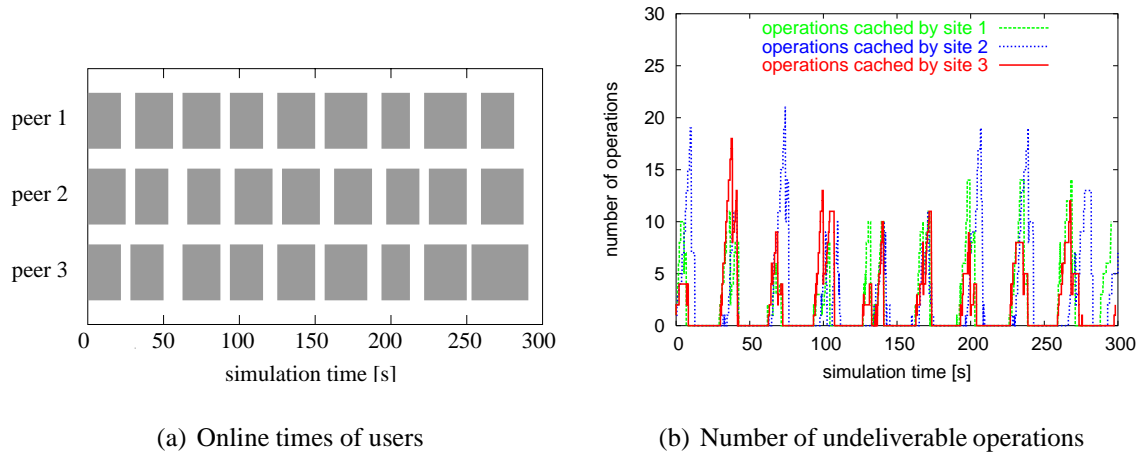 peer 1
peer 2
peer 3
0 50 100 150 200 250 300
simulation time [s]
(a) Online times of users
30
25
20
15
10
5
0
number of operations
operations cached by site 1
operations cached by site 2
operations cached by site 3
0 50 100 150 200 250 300
simulation time [s]
(b) Number of undeliverable operations